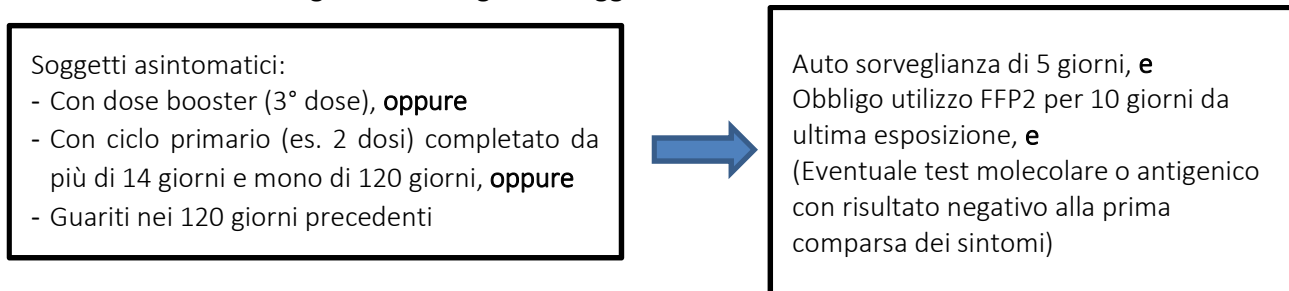 Soggetti asintomatici:
- Con dose booster (3° dose), oppure
- Con ciclo primario (es. 2 dosi) completato da
più di 14 giorni e mono di 120 giorni, oppure
- Guariti nei 120 giorni precedenti
Auto sorveglianza di 5 giorni, e
Obbligo utilizzo FFP2 per 10 giorni da
ultima esposizione, e
(Eventuale test molecolare o antigenico
con risultato negativo alla prima
comparsa dei sintomi)